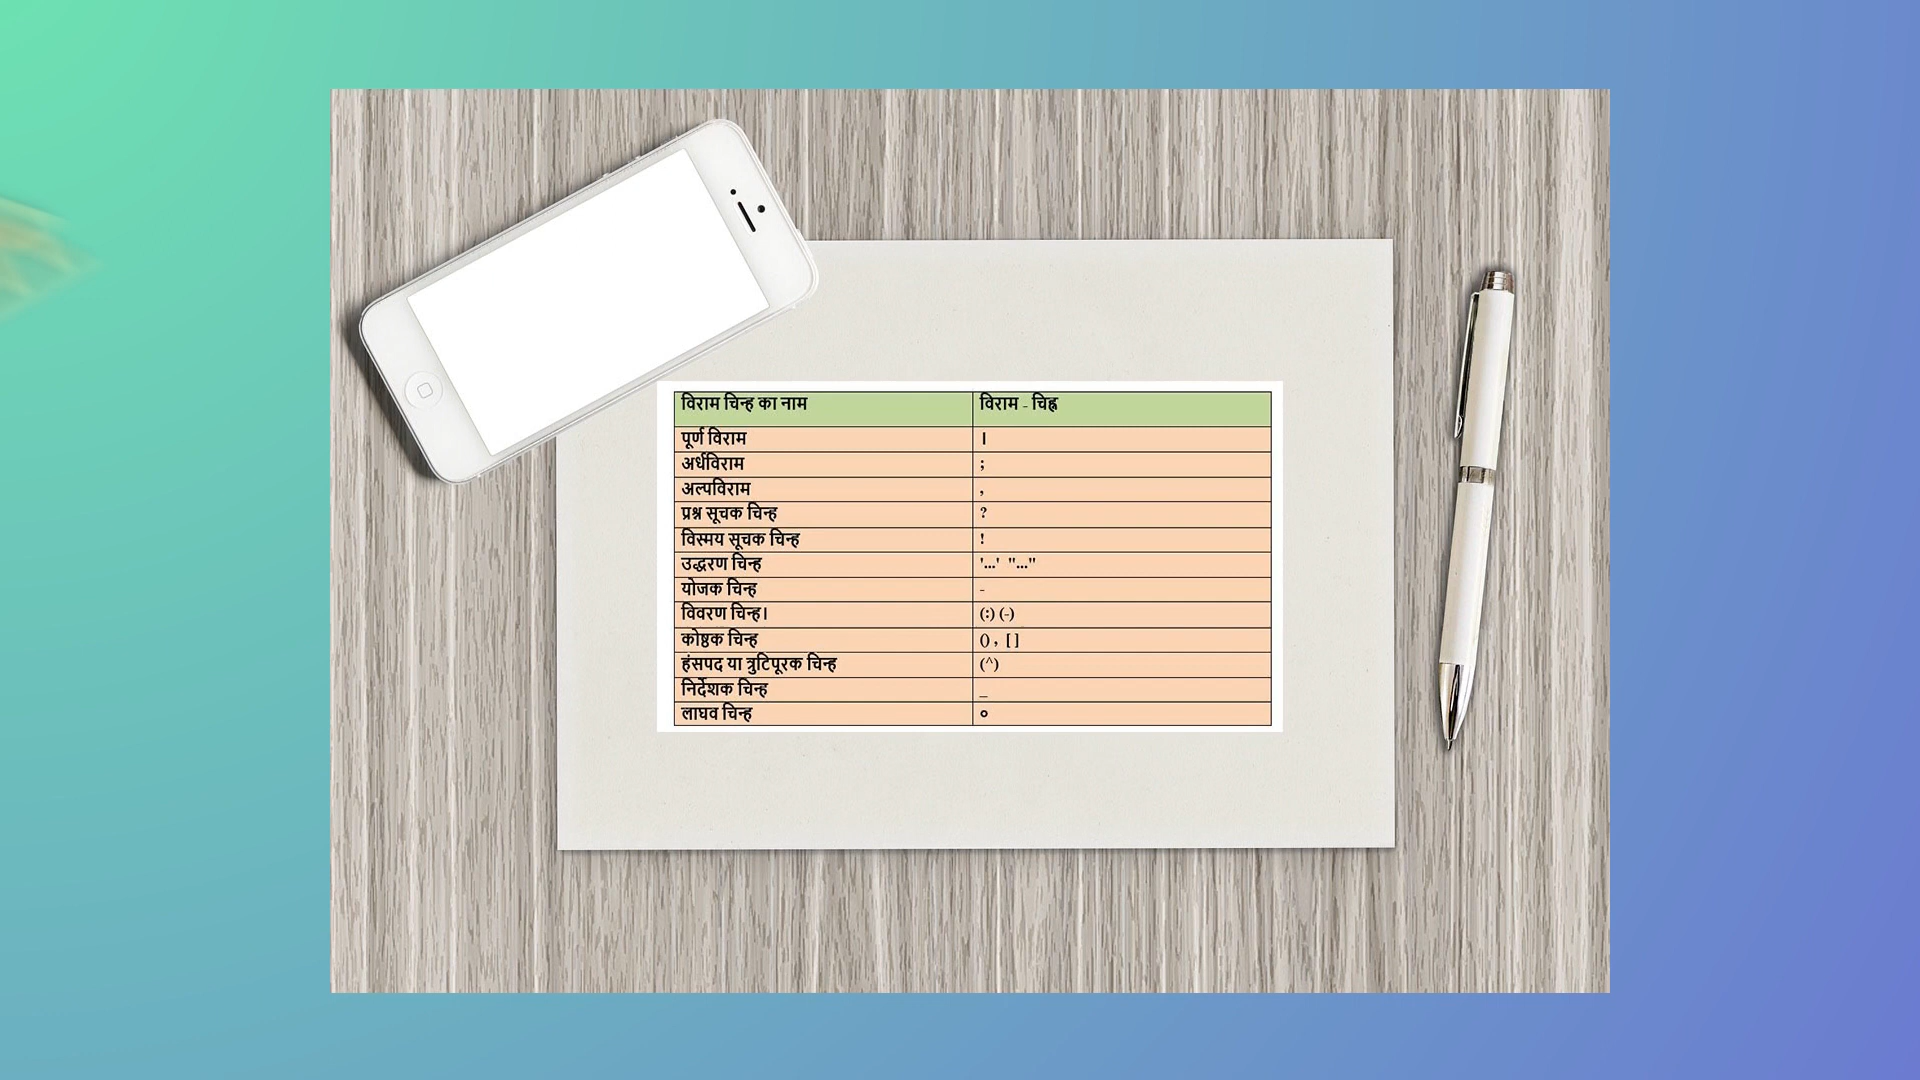 विराम चिन्ह का नाम विराम - चिह्न
पूर्ण विराम ।
अर्धविराम ;
अल्पविराम ,
प्रश्न सूचक चिन्ह ?
विस्मय सूचक चिन्ह !
उद्धरण चिन्ह '...' "..."
योजक चिन्ह -
विवरण चिन्ह। (:) (-)
कोष्ठक चिन्ह () , [ ]
हंसपद या त्रुटिपूरक चिन्ह (^)
निर्देशक चिन्ह _
लाघव चिन्ह ०